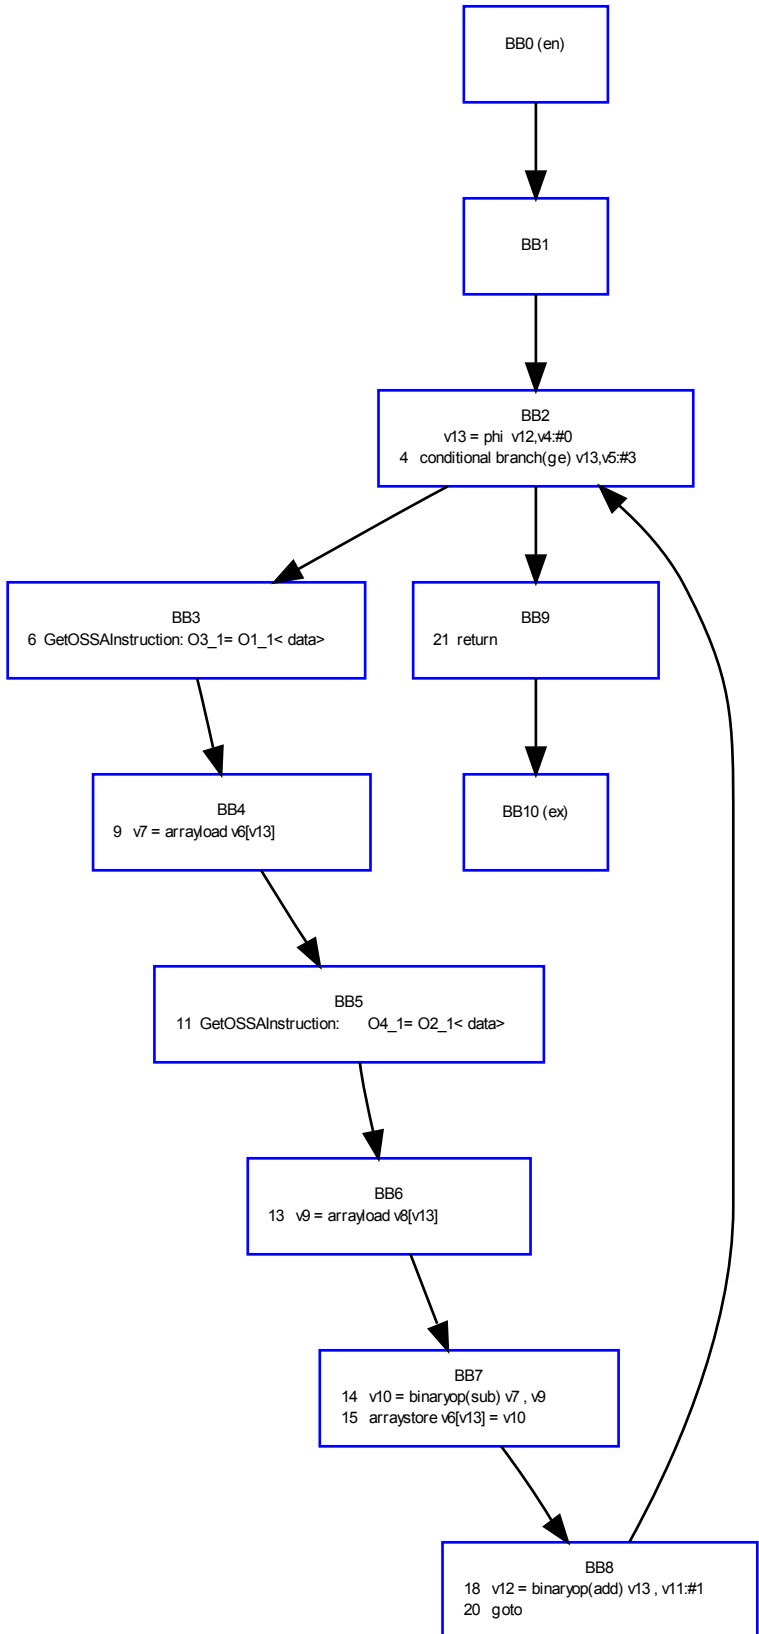 BB0 (en)
BB1
BB2
v13 = phi v12,v4:#0
4 conditional branch(ge) v13,v5:#3
BB3
6 GetOSSAInstruction: O3_1= O1_1< data>
BB9
21 return
BB4
9 v7 = arrayload v6[v13]
BB10 (ex)
BB5
11 GetOSSAInstruction: O4_1= O2_1< data>
BB6
13 v9 = arrayload v8[v13]
BB7
14 v10 = binaryop(sub) v7 , v9
15 arraystore v6[v13] = v10
BB8
18 v12 = binaryop(add) v13 , v11:#1
20 goto